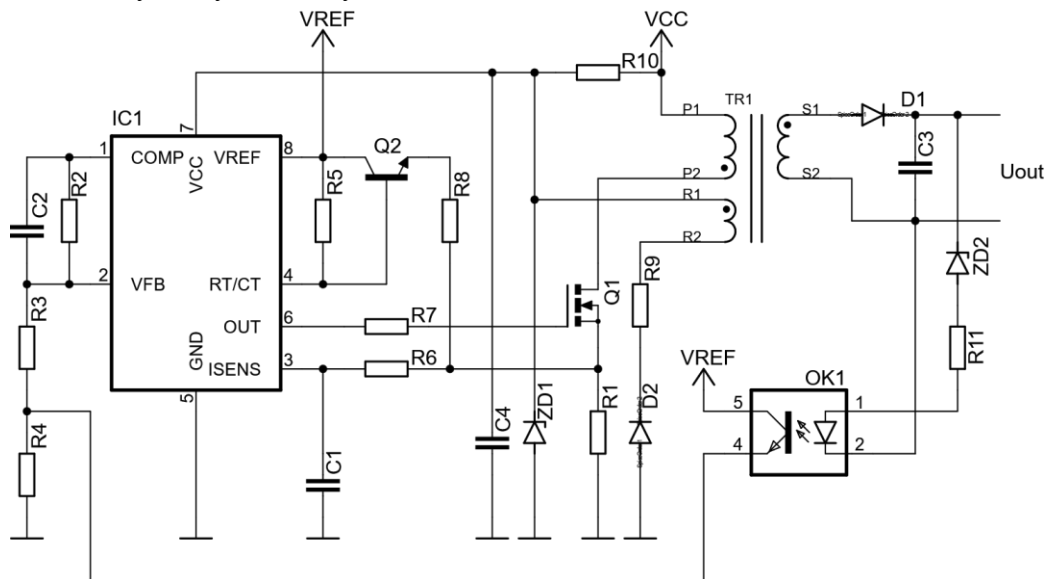 VREF
VCC
R10
IC1
TR1
7
P1
S1
D1
1
COMP
VCC
VREF
8
Q2
C2
R2
R5
R8
P2
S2
C3
Uout
R1
R2
2
VFB
RT/CT
4
R9
Q1
ZD2
R3
OUT
6
R7
GND
ISENS
3
R6
VREF
R11
5
R4
C1
C4
ZD1
R1
D2
OK1
5
1
4
2